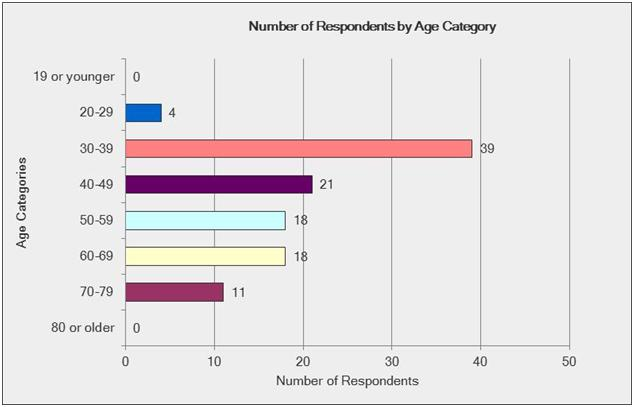 Number of Respondents by Age Category
19 or younger 0
20-29 4
30-39 39
40-49 21
50-59 18
60-69 18
70-79 11
80 or older 0
Age Categories
0 10 20 30 40 50
Number of Respondents